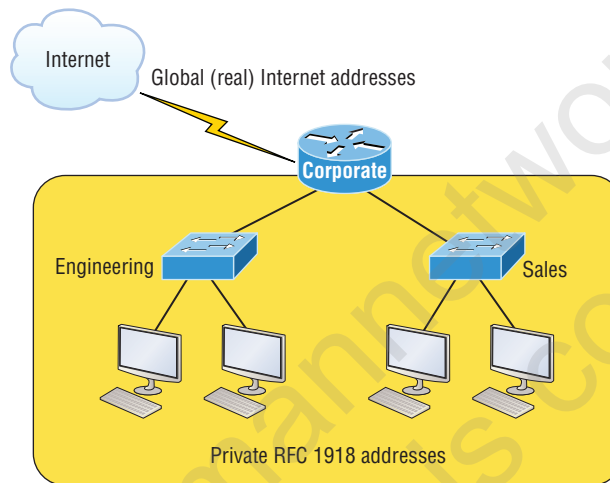 Internet
Global (real) Internet addresses
Corporate
Engineering
Sales
Private RFC 1918 addresses